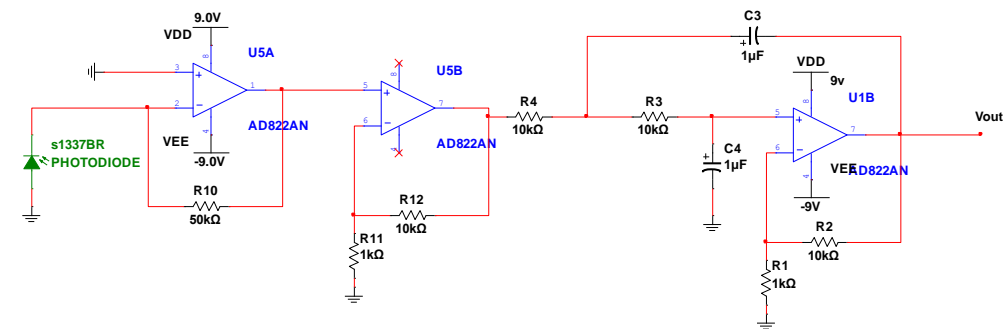 9.0V
VDD
U5A
8
3
1
2
4
AD822AN
VEE
-9.0V
s1337BR
PHOTODIODE
R10
50kΩ
U5B
8
5
7
6
4
AD822AN
R12
10kΩ
R11
1kΩ
R4
10kΩ
R3
10kΩ
C3
1µF
C4
1µF
VDD
9v
U1B
8
5
7
6
4
VEE
AD822AN
-9V
Vout
R2
10kΩ
R1
1kΩ